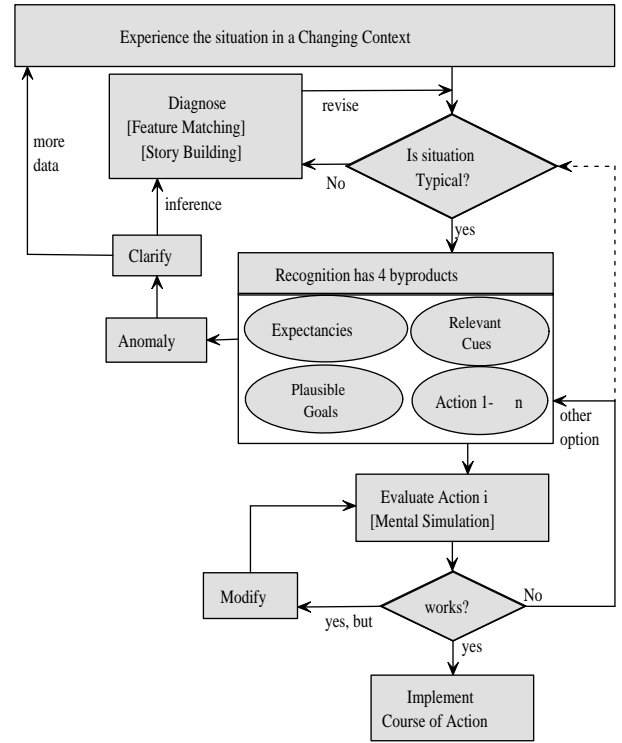 Experience the situation in a Changing Context
Diagnose
[Feature Matching]
[Story Building]
revise
more
data
Is situation
Typical?
No
inference
yes
Clarify
Recognition has 4 byproducts
Expectancies
Relevant
Cues
Anomaly
Plausible
Goals
Action 1- n
other
option
Evaluate Action i
[Mental Simulation]
Modify
works?
No
yes, but
yes
Implement
Course of Action